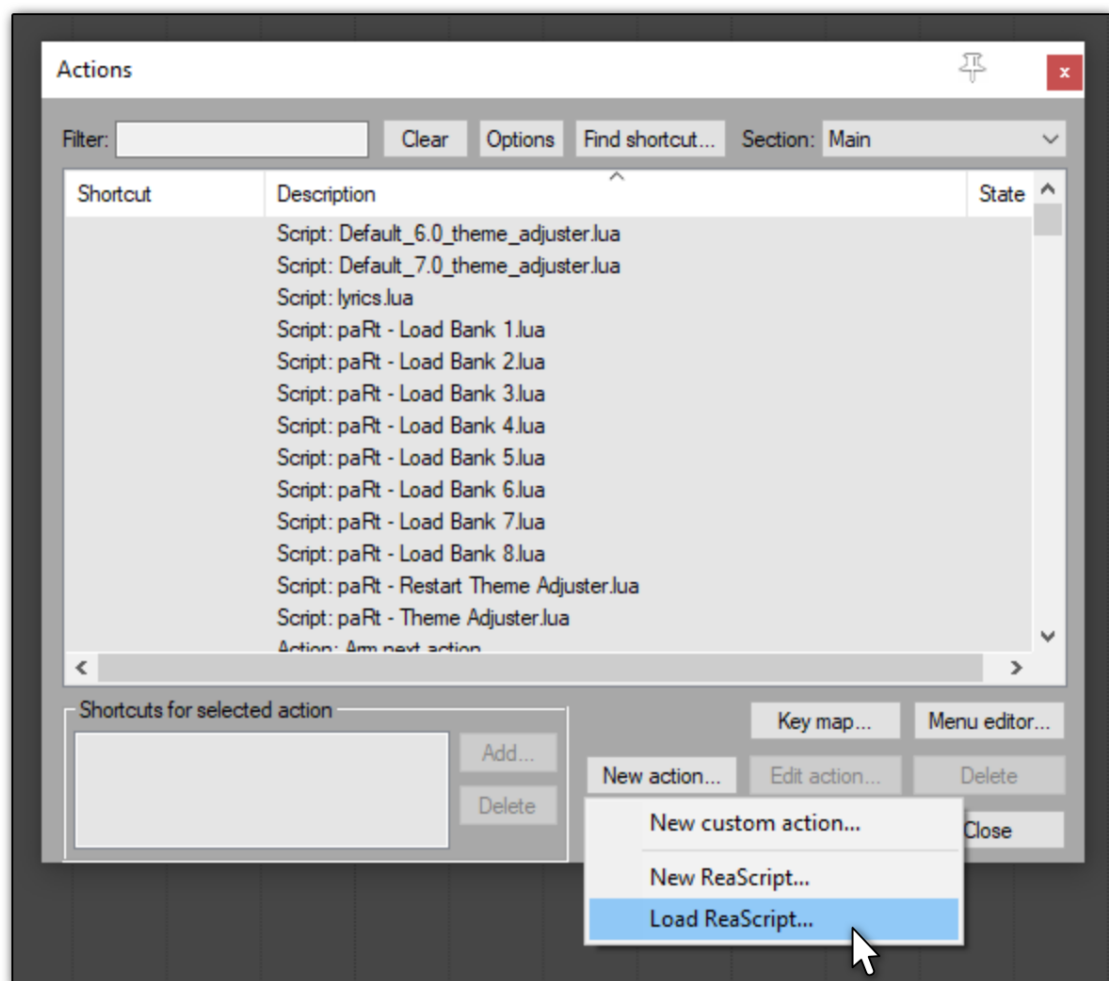 Actions
x
Filter: Clear Options Find shortcut... Section: Main
Shortcut Description State
Script: Default_6.0_theme_adjuster.lua
Script: Default_7.0_theme_adjuster.lua
Script: lyrics.lua
Script: paRt - Load Bank 1.lua
Script: paRt - Load Bank 2.lua
Script: paRt - Load Bank 3.lua
Script: paRt - Load Bank 4.lua
Script: paRt - Load Bank 5.lua
Script: paRt - Load Bank 6.lua
Script: paRt - Load Bank 7.lua
Script: paRt - Load Bank 8.lua
Script: paRt - Restart Theme Adjuster.lua
Script: paRt - Theme Adjuster.lua
Action: Arm next action
Shortcuts for selected action
Key map... Menu editor...
Add...
New action... Edit action... Delete
Delete
New custom action... Close
New ReaScript...
Load ReaScript...